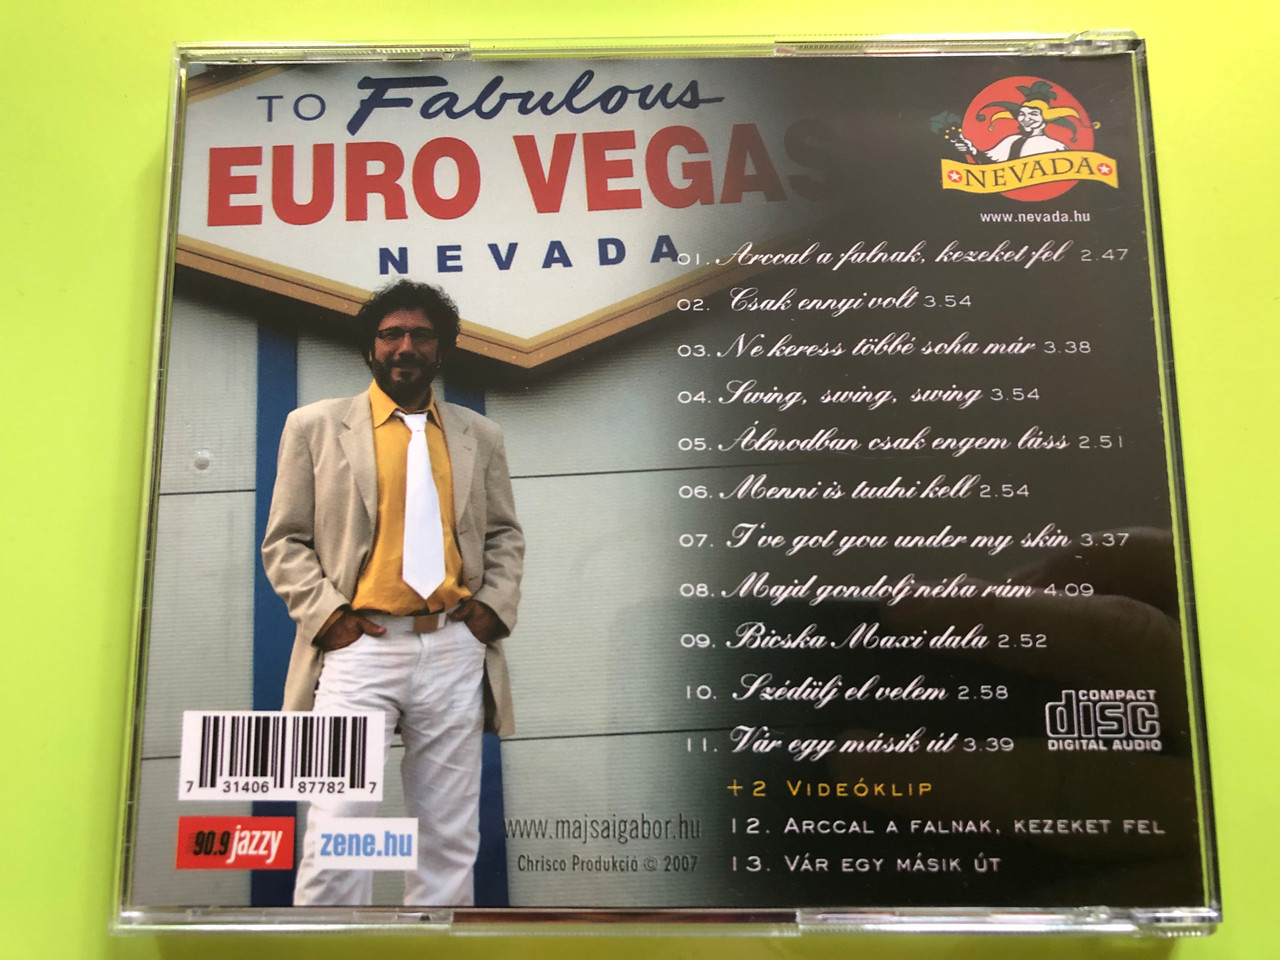 TO Fabulous
EURO VEGAS
NEVADA
NEVADA
www.nevada.hu
01. Arccal a falnak, kezeket fel 2.47
02. Csak ennyi volt 3.54
03. Ne keress többé soha már 3.38
04. Swing, swing, swing 3.54
05. Álmodban csak engem láss 2.51
06. Menni is tudni kell 2.54
07. I've got you under my skin 3.37
08. Majd gondolj néha rám 4.09
09. Bicska Maxi dala 2.52
10. Szédülj el velem 2.58
11. Vár egy másik út 3.39
+ 2 VIDEÓKLIP
12. ARCCAL A FALNAK, KEZEKET FEL
13. VÁR EGY MÁSIK ÚT
COMPACT
disc
DIGITAL AUDIO
7 31406 87782 7
90.9 jazzy
zene.hu
www.majsaigabor.hu
Chrisco Produkció © 2007